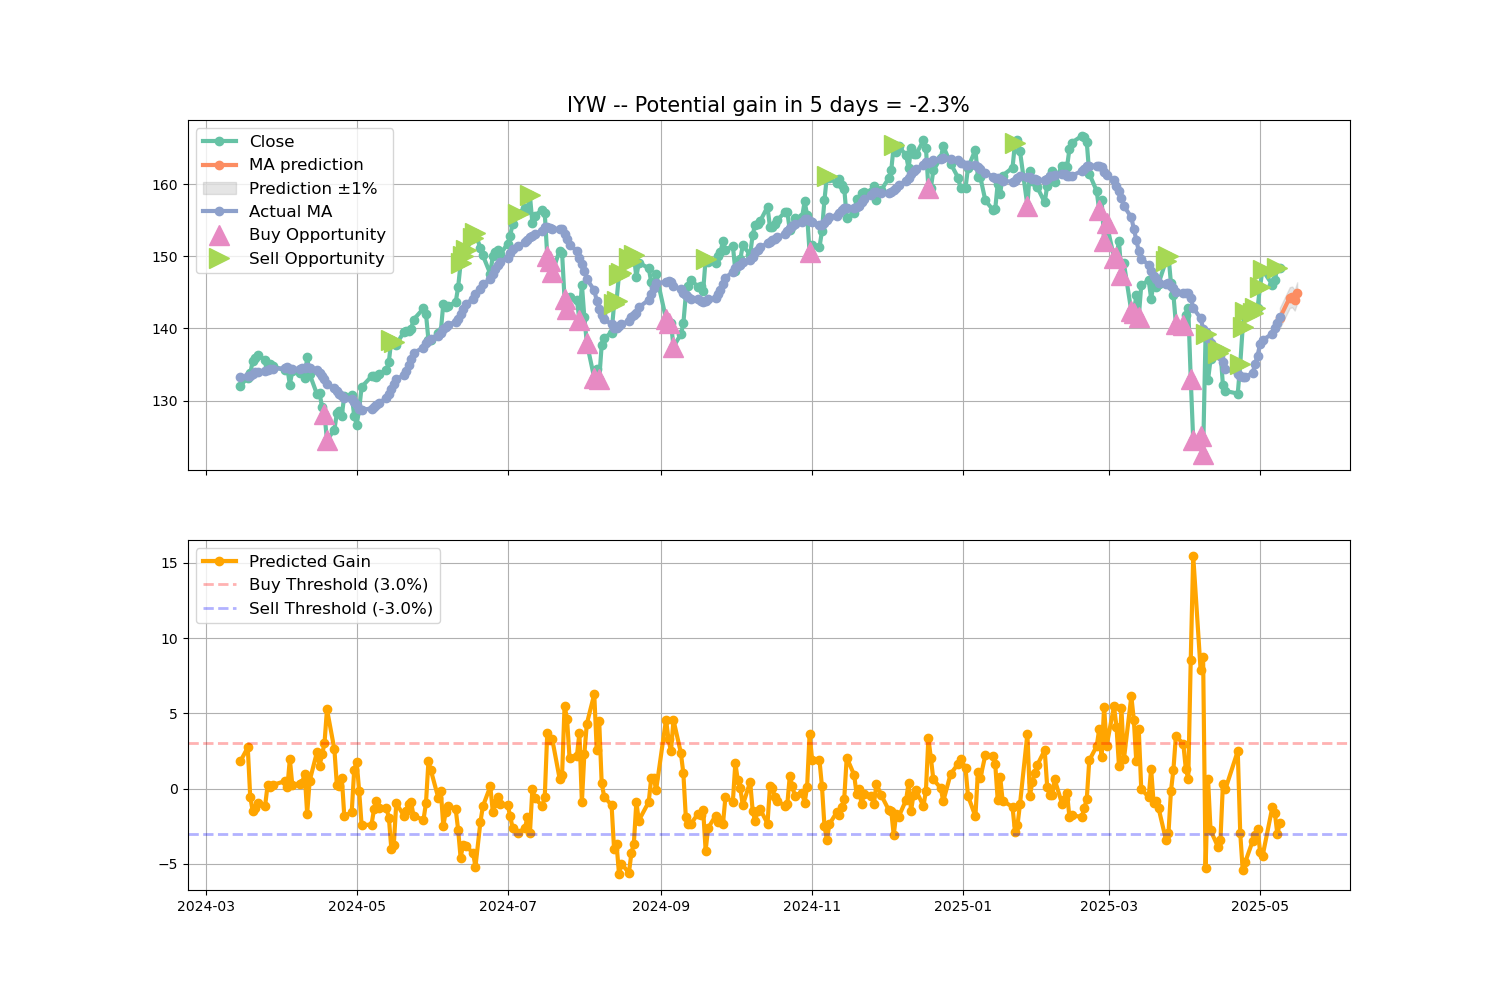 IYW -- Potential gain in 5 days = -2.3%
Close
MA prediction
Prediction ±1%
Actual MA
Buy Opportunity
Sell Opportunity
160
150
140
130
Predicted Gain
Buy Threshold (3.0%)
Sell Threshold (-3.0%)
15
10
5
0
−5
2024-03 2024-05 2024-07 2024-09 2024-11 2025-01 2025-03 2025-05